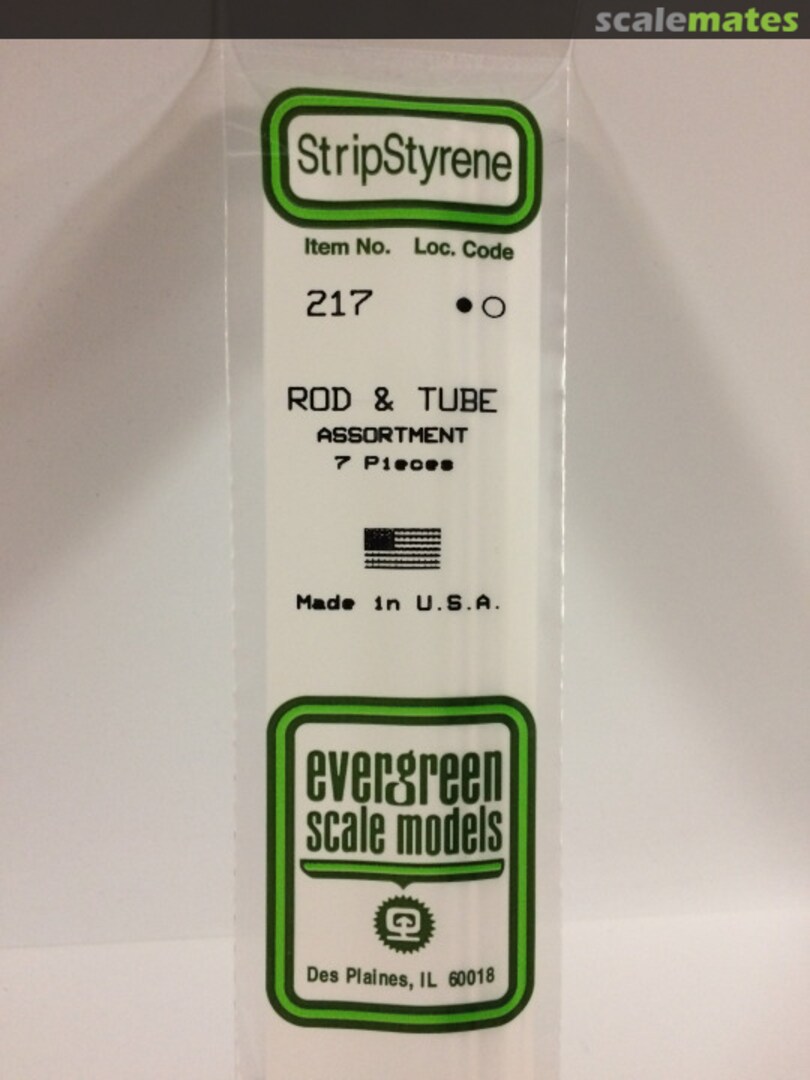 scalemates
StripStyrene
Item No. Loc. Code
217
ROD & TUBE
ASSORTMENT
7 Pieces
Made in U.S.A.
evergreen
scale models
Des Plaines, IL 60018